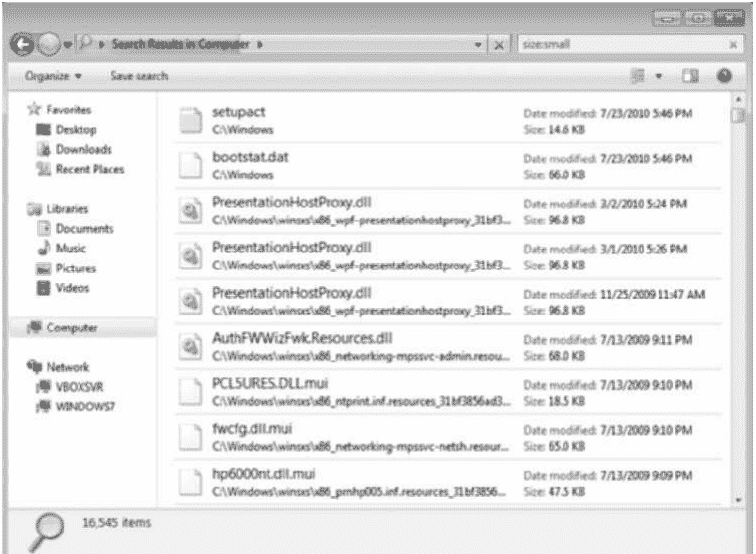 Search Results in Computer
size:small
Organize
Save search
Favorites
Desktop
Downloads
Recent Places
Libraries
Documents
Music
Pictures
Videos
Computer
Network
VBOXSVR
WINDOWS7
setupact
C:\Windows
Date modified: 7/23/2010 5:46 PM
Size: 14.6 KB
bootstat.dat
C:\Windows
Date modified: 7/23/2010 5:46 PM
Size: 66.0 KB
PresentationHostProxy.dll
C:\Windows\winsxs\x86_wpf-presentationhostproxy_31bf3...
Date modified: 3/2/2010 5:24 PM
Size: 96.8 KB
PresentationHostProxy.dll
C:\Windows\winsxs\x86_wpf-presentationhostproxy_31bf3...
Date modified: 3/1/2010 5:26 PM
Size: 96.8 KB
PresentationHostProxy.dll
C:\Windows\winsxs\x86_wpf-presentationhostproxy_31bf3...
Date modified: 11/25/2009 11:47 AM
Size: 96.8 KB
AuthFWWizFwk.Resources.dll
C:\Windows\winsxs\x86_networking-mpssvc-admin.resou...
Date modified: 7/13/2009 9:11 PM
Size: 68.0 KB
PCL5URES.DLL.mui
C:\Windows\winsxs\x86_ntprint.inf.resources_31bf3856ad3...
Date modified: 7/13/2009 9:10 PM
Size: 18.5 KB
fwcfg.dll.mui
C:\Windows\winsxs\x86_networking-mpssvc-netsh.resour...
Date modified: 7/13/2009 9:10 PM
Size: 65.0 KB
hp6000nt.dll.mui
C:\Windows\winsxs\x86_prnhp005.inf.resources_31bf3856...
Date modified: 7/13/2009 9:09 PM
Size: 47.5 KB
16,545 items